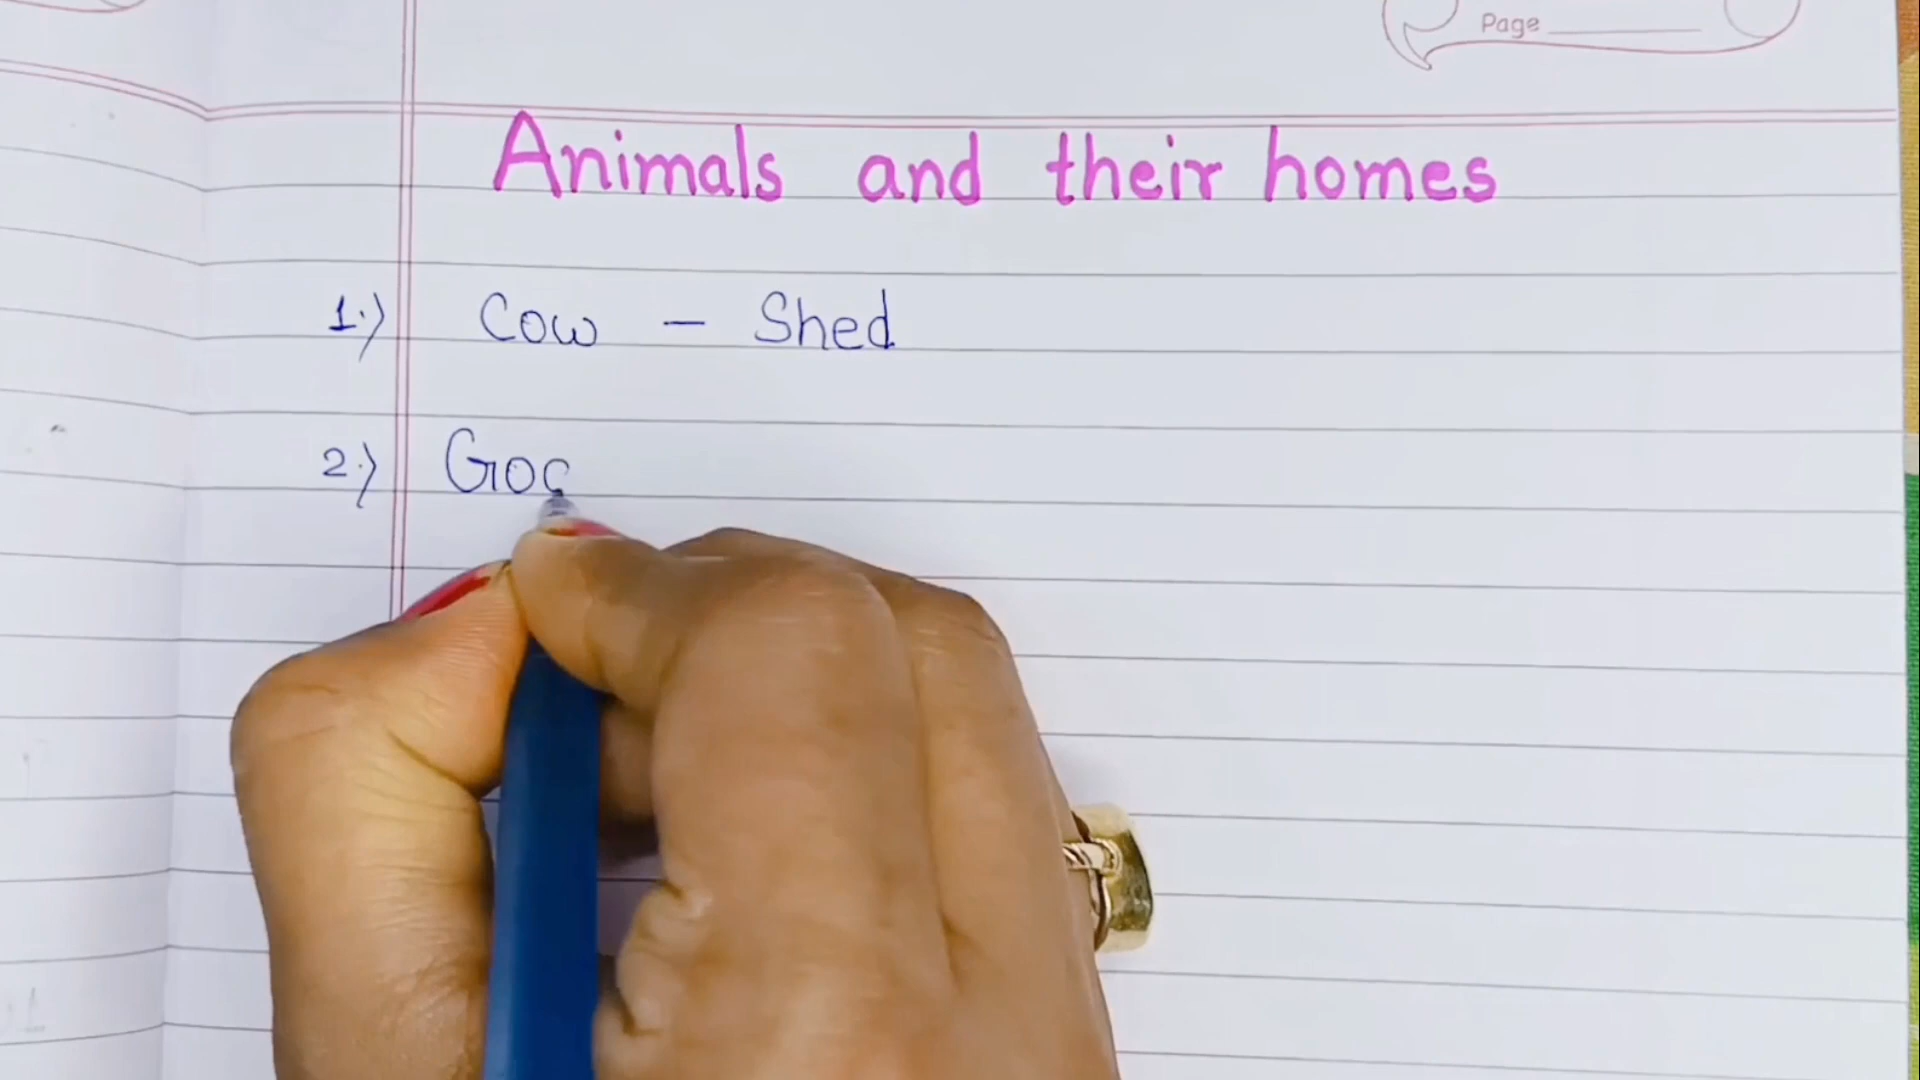 Page
Animals and their homes
1.) Cow - Shed
2.) Goa